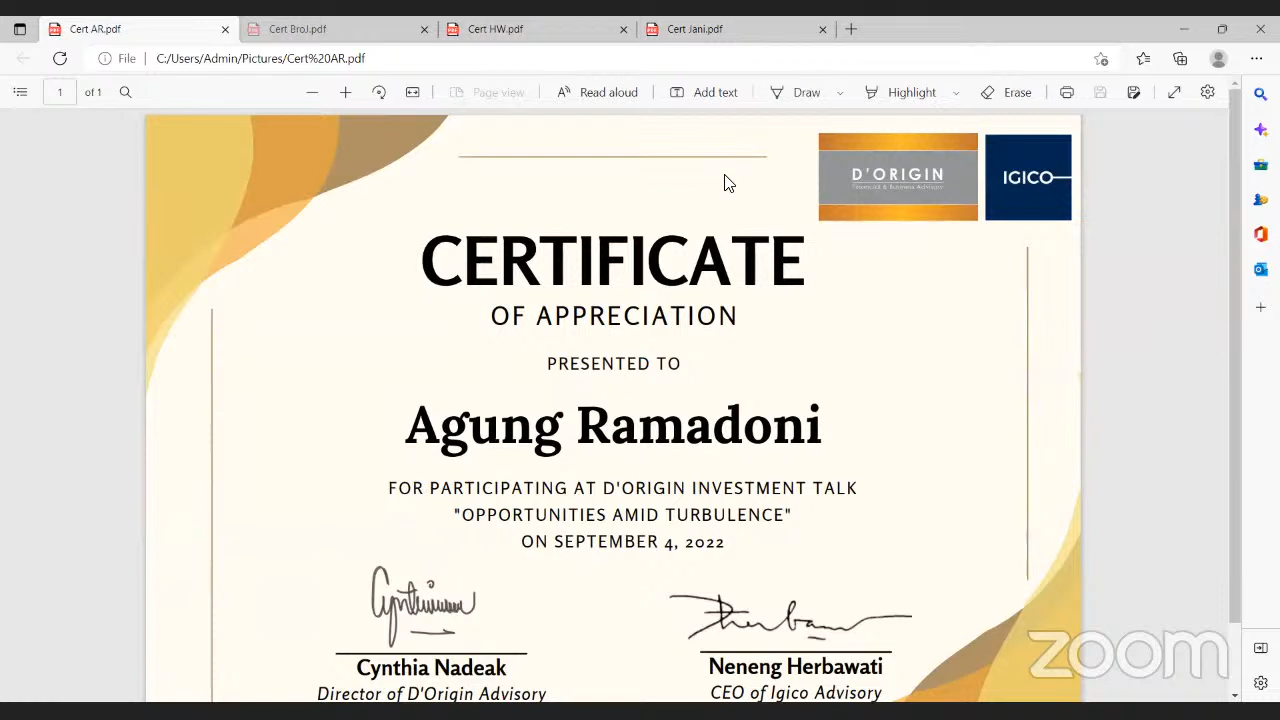 Cert AR.pdf
Cert BroJ.pdf
Cert HW.pdf
Cert Jani.pdf
File
C:/Users/Admin/Pictures/Cert%20AR.pdf
1 of 1
Page view
Read aloud
Add text
Draw
Highlight
Erase
D'ORIGIN
Financial & Business Advisory
IGICO
CERTIFICATE
OF APPRECIATION
PRESENTED TO
Agung Ramadoni
FOR PARTICIPATING AT D'ORIGIN INVESTMENT TALK
"OPPORTUNITIES AMID TURBULENCE"
ON SEPTEMBER 4, 2022
Cynthia Nadeak
Director of D'Origin Advisory
Neneng Herbawati
CEO of Igico Advisory
zoom